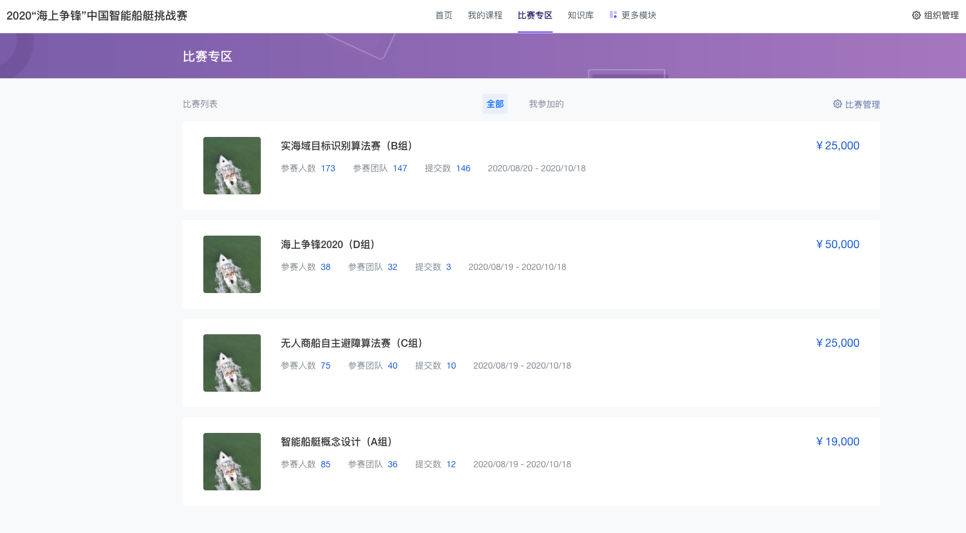 2020“海上争锋”中国智能船艇挑战赛
首页 我的课程 比赛专区 知识库 更多模块
组织管理
比赛专区
比赛列表 全部 我参加的 比赛管理
实海域目标识别算法赛（B组） ¥ 25,000
参赛人数 173 参赛团队 147 提交数 146 2020/08/20 - 2020/10/18
海上争锋2020（D组） ¥ 50,000
参赛人数 38 参赛团队 32 提交数 3 2020/08/19 - 2020/10/18
无人商船自主避障算法赛（C组） ¥ 25,000
参赛人数 75 参赛团队 40 提交数 10 2020/08/19 - 2020/10/18
智能船艇概念设计（A组） ¥ 19,000
参赛人数 85 参赛团队 36 提交数 12 2020/08/19 - 2020/10/18